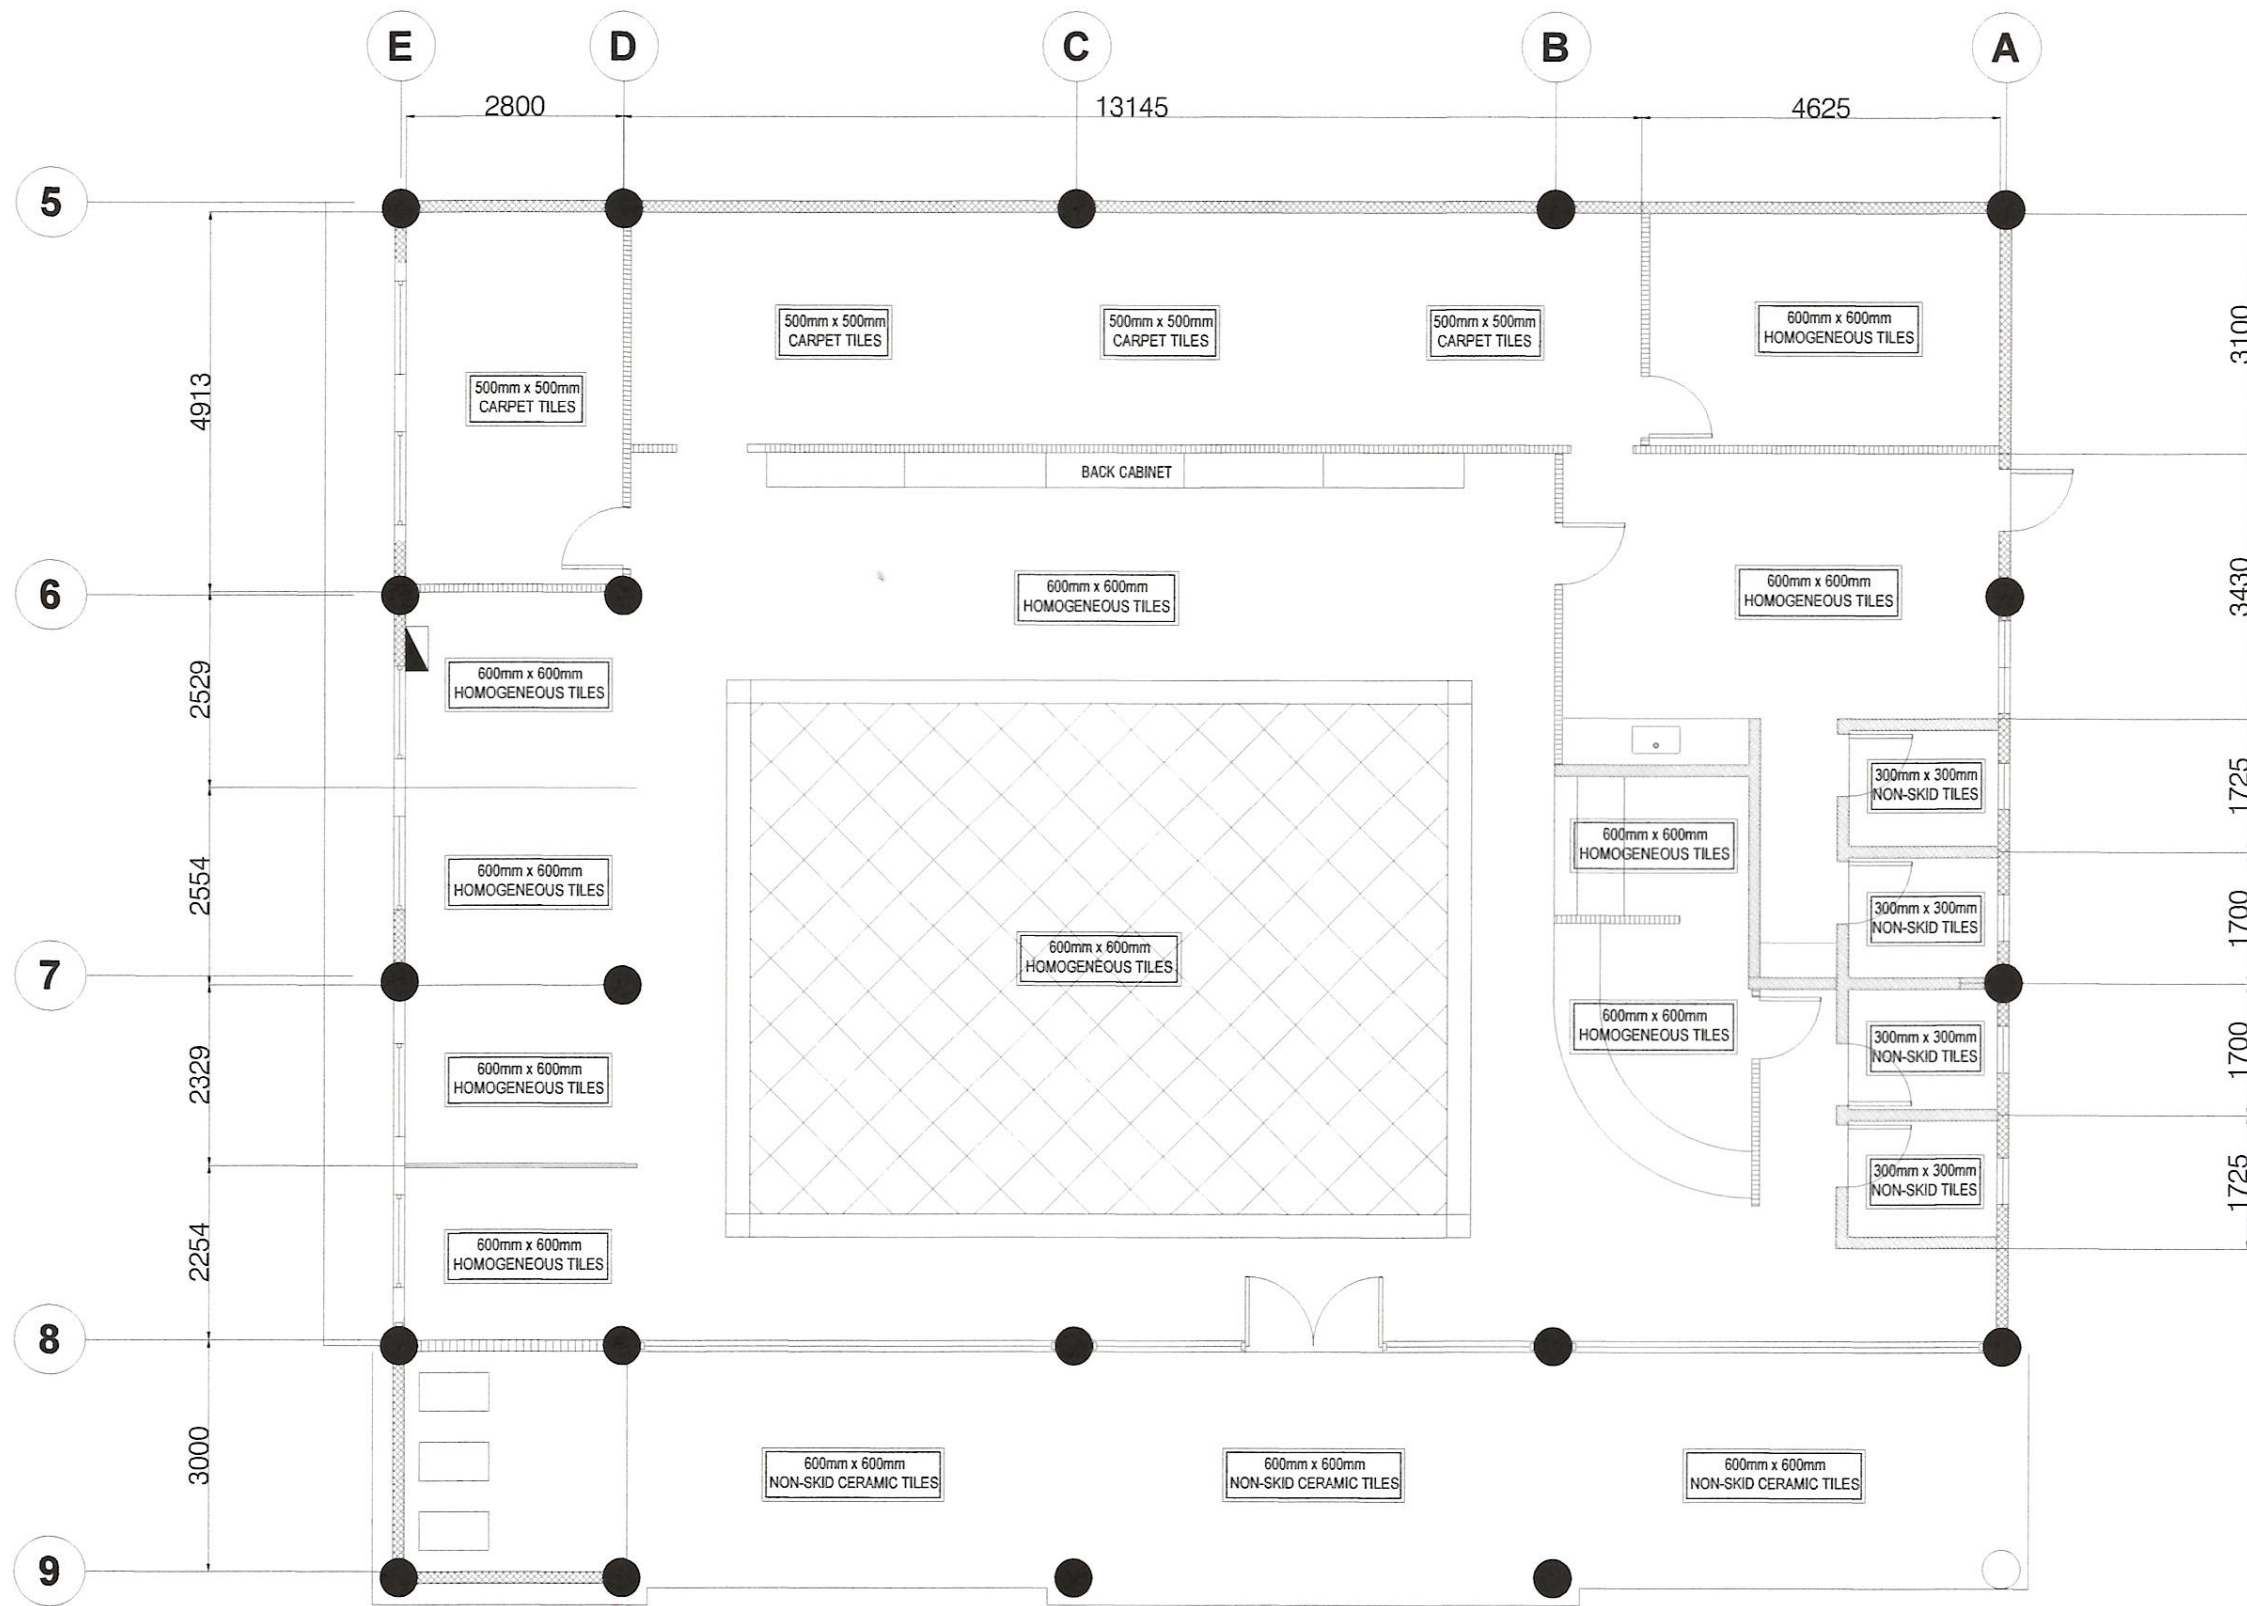 E
D
C
B
A
2800
13145
4625
5
500mm x 500mm
CARPET TILES
500mm x 500mm
CARPET TILES
500mm x 500mm
CARPET TILES
600mm x 600mm
HOMOGENEOUS TILES
3100
4913
500mm x 500mm
CARPET TILES
BACK CABINET
6
600mm x 600mm
HOMOGENEOUS TILES
600mm x 600mm
HOMOGENEOUS TILES
3430
2529
600mm x 600mm
HOMOGENEOUS TILES
300mm x 300mm
NON-SKID TILES
1725
600mm x 600mm
HOMOGENEOUS TILES
2554
600mm x 600mm
HOMOGENEOUS TILES
300mm x 300mm
NON-SKID TILES
1700
7
600mm x 600mm
HOMOGENEOUS TILES
600mm x 600mm
HOMOGENEOUS TILES
300mm x 300mm
NON-SKID TILES
1700
2329
600mm x 600mm
HOMOGENEOUS TILES
300mm x 300mm
NON-SKID TILES
1725
2254
600mm x 600mm
HOMOGENEOUS TILES
8
3000
600mm x 600mm
NON-SKID CERAMIC TILES
600mm x 600mm
NON-SKID CERAMIC TILES
600mm x 600mm
NON-SKID CERAMIC TILES
9